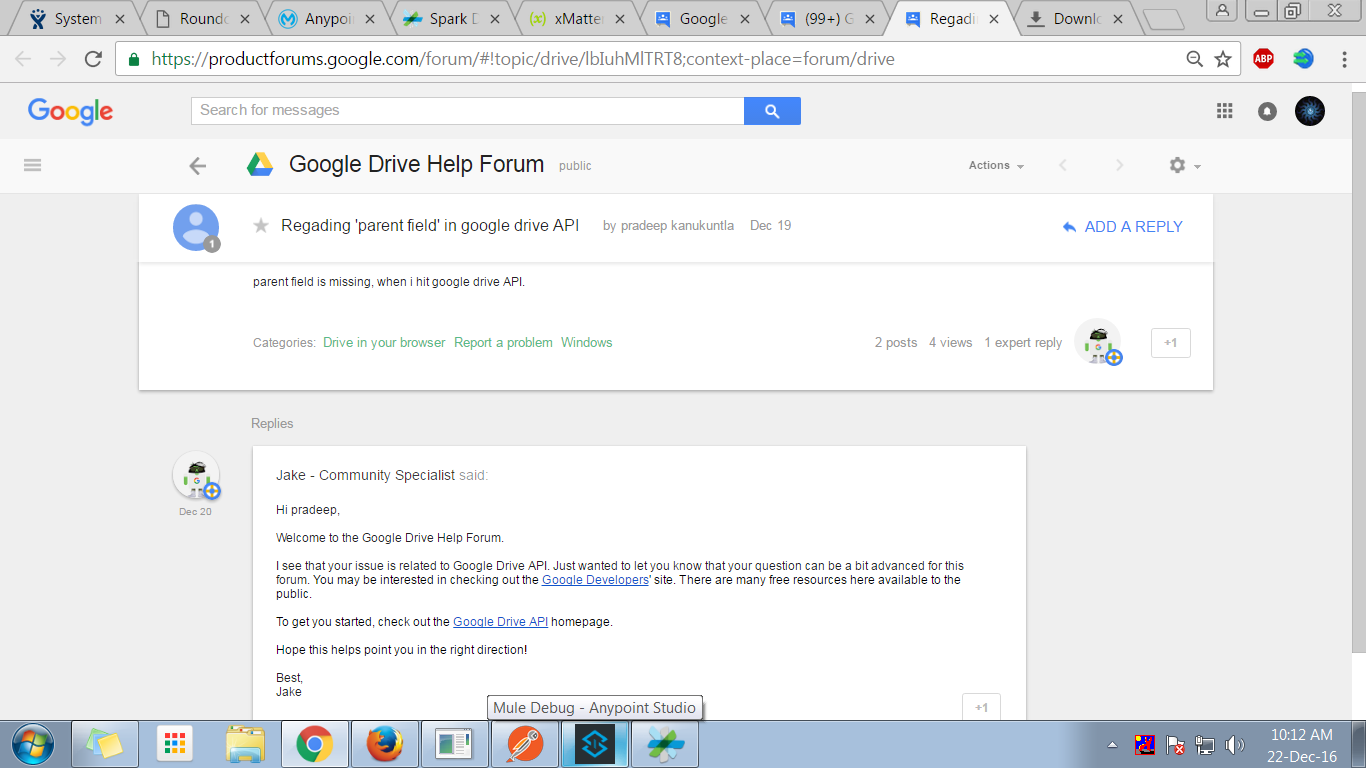 System
Roundc
Anypoin
Spark D
xMatter
Google
(99+) G
Regadin
Downlo
https://productforums.google.com/forum/#!topic/drive/lbIuhMlTRT8;context-place=forum/drive
ABP
Google
Search for messages
Google Drive Help Forum
public
Actions
1
Regading 'parent field' in google drive API
by pradeep kanukuntla
Dec 19
ADD A REPLY
parent field is missing, when i hit google drive API.
Categories: Drive in your browser Report a problem Windows
2 posts 4 views 1 expert reply
+1
Replies
Dec 20
Jake - Community Specialist said:
Hi pradeep,
Welcome to the Google Drive Help Forum.
I see that your issue is related to Google Drive API. Just wanted to let you know that your question can be a bit advanced for this
forum. You may be interested in checking out the Google Developers' site. There are many free resources here available to the
public.
To get you started, check out the Google Drive API homepage.
Hope this helps point you in the right direction!
Best,
Jake
+1
Mule Debug - Anypoint Studio
10:12 AM
22-Dec-16